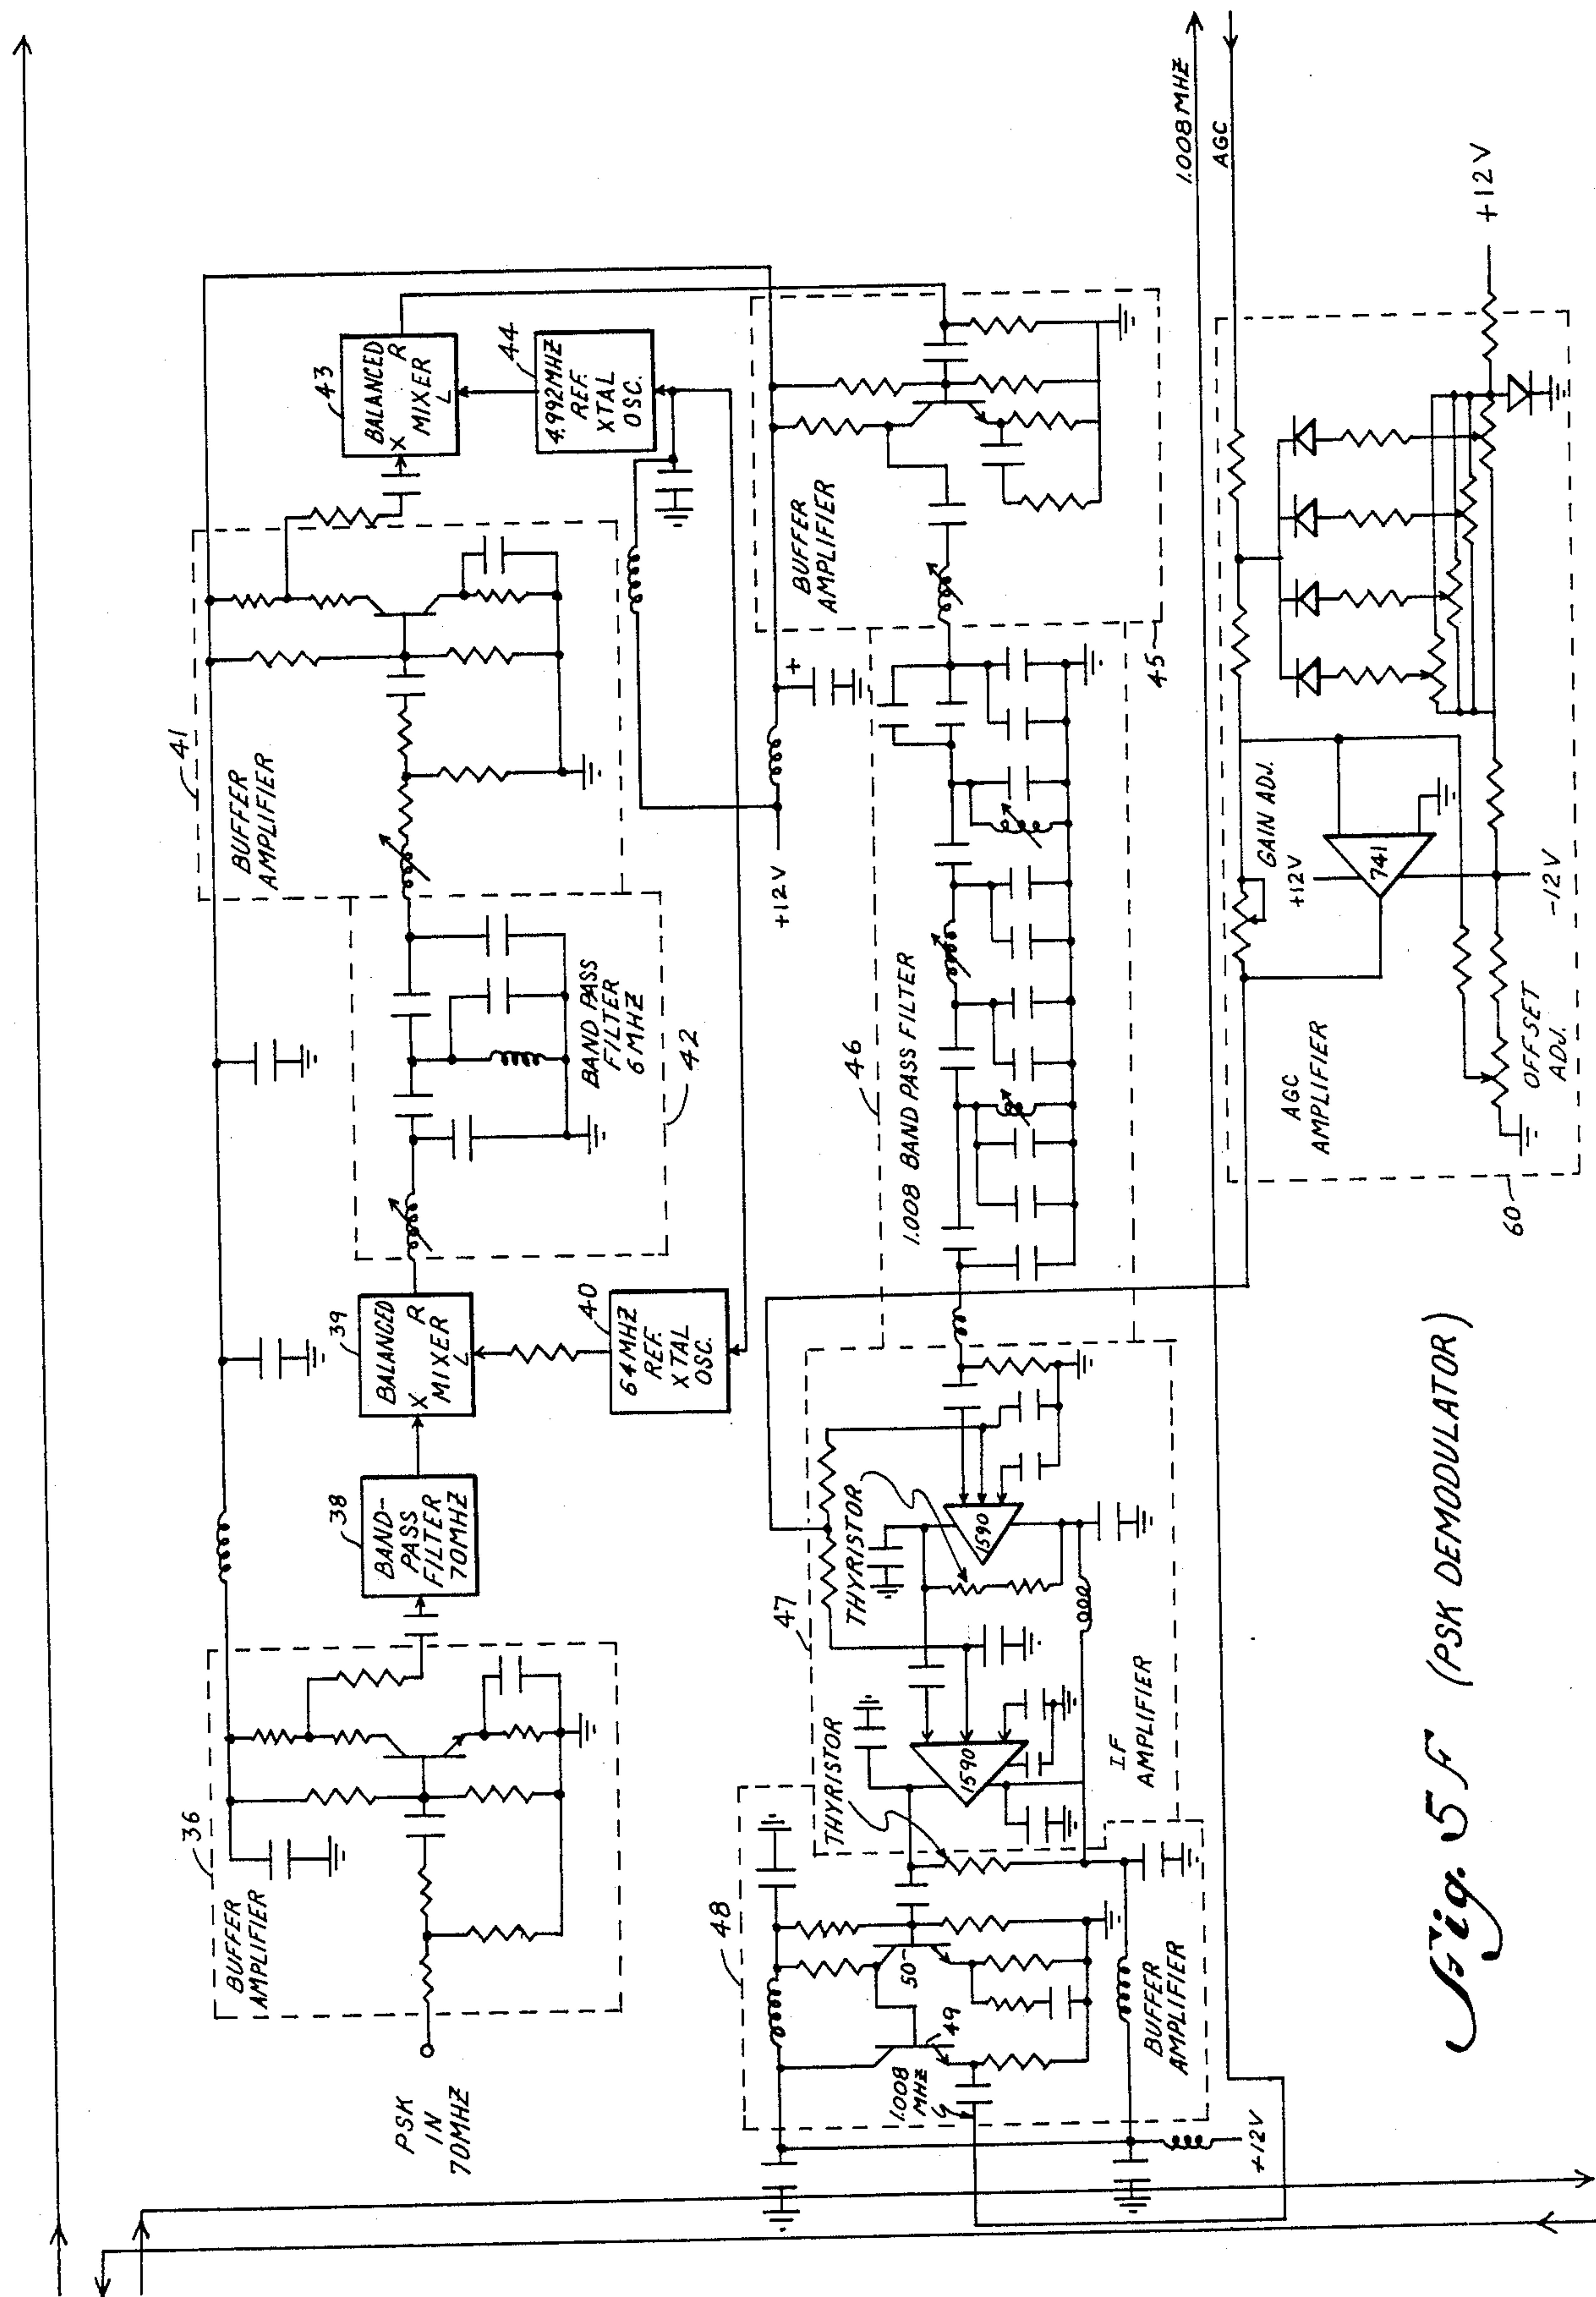 36
BUFFER
AMPLIFIER
PSK
IN
70MHZ
38
BAND-
PASS
FILTER
70MHZ
39
BALANCED
X MIXER R
L
40
64MHZ
REF.
XTAL
OSC.
BAND PASS
FILTER
6 MHZ
42
41
BUFFER
AMPLIFIER
43
BALANCED
X MIXER R
L
44
4.992MHZ
REF.
XTAL
OSC.
+12V
+
BUFFER
AMPLIFIER
45
46
1.008 BAND PASS FILTER
47
THYRISTOR
THYRISTOR
1590
1590
IF
AMPLIFIER
48
50
49
1.008
MHZ
BUFFER
AMPLIFIER
+12V
1.008 MHZ
AGC
GAIN ADJ.
+12V
741
-12V
+12V
OFFSET
ADJ.
AGC
AMPLIFIER
60
Fig. 5F (PSK DEMODULATOR)